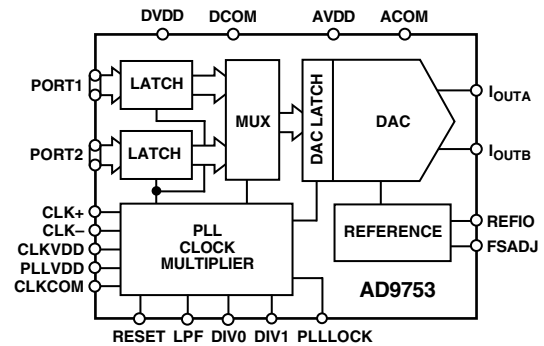 DVDD DCOM AVDD ACOM
PORT1
LATCH
PORT2
LATCH
MUX
DAC LATCH
DAC
IOUTA
IOUTB
CLK+
CLK–
CLKVDD
PLLVDD
CLKCOM
PLL
CLOCK
MULTIPLIER
REFERENCE
REFIO
FSADJ
AD9753
RESET LPF DIV0 DIV1 PLLLOCK